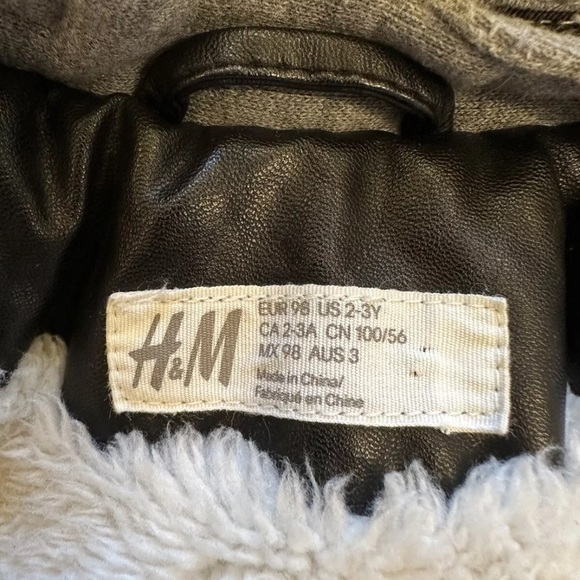 H&M
EUR 98 US 2-3Y
CA 2-3A CN 100/56
MX 98 AUS 3
Made in China/
Fabriqué en Chine